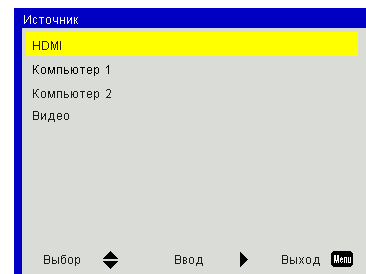 Источник
HDMI
Компьютер 1
Компьютер 2
Видео
Выбор Ввод Выход Menu